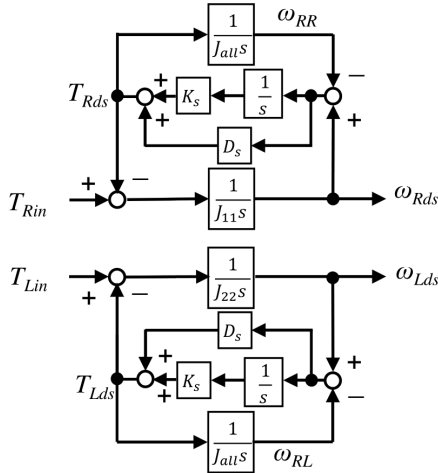 1 ω_RR
J_all s
−
T_Rds + K_s 1 +
s
+
D_s
+ − 1
T_Rin J_11 s ω_Rds
T_Lin 1 ω_Lds
+ − J_22 s
D_s
+ +
T_Lds + K_s 1 −
s
1
J_all s ω_RL